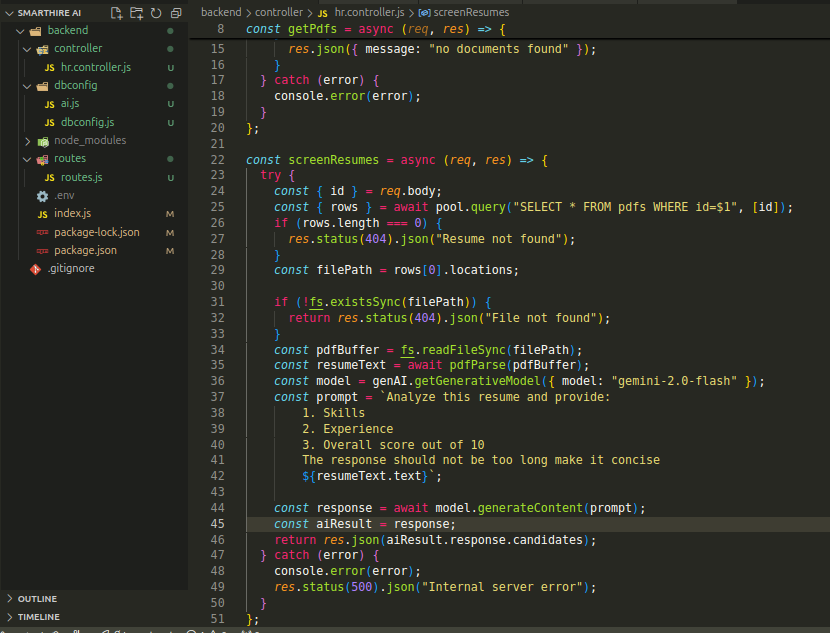 SMARTHIRE AI
backend
controller
JS hr.controller.js U
dbconfig
JS ai.js U
JS dbconfig.js U
node_modules
routes
JS routes.js U
.env
JS index.js M
package-lock.json M
package.json M
.gitignore
OUTLINE
TIMELINE
backend > controller > JS hr.controller.js > screenResumes
8 const getPdfs = async (req, res) => {
15 res.json({ message: "no documents found" });
16 }
17 } catch (error) {
18 console.error(error);
19 }
20 };
21
22 const screenResumes = async (req, res) => {
23 try {
24 const { id } = req.body;
25 const { rows } = await pool.query("SELECT * FROM pdfs WHERE id=$1", [id]);
26 if (rows.length === 0) {
27 res.status(404).json("Resume not found");
28 }
29 const filePath = rows[0].locations;
30
31 if (!fs.existsSync(filePath)) {
32 return res.status(404).json("File not found");
33 }
34 const pdfBuffer = fs.readFileSync(filePath);
35 const resumeText = await pdfParse(pdfBuffer);
36 const model = genAI.getGenerativeModel({ model: "gemini-2.0-flash" });
37 const prompt = `Analyze this resume and provide:
38 1. Skills
39 2. Experience
40 3. Overall score out of 10
41 The response should not be too long make it concise
42 ${resumeText.text}`;
43
44 const response = await model.generateContent(prompt);
45 const aiResult = response;
46 return res.json(aiResult.response.candidates);
47 } catch (error) {
48 console.error(error);
49 res.status(500).json("Internal server error");
50 }
51 };